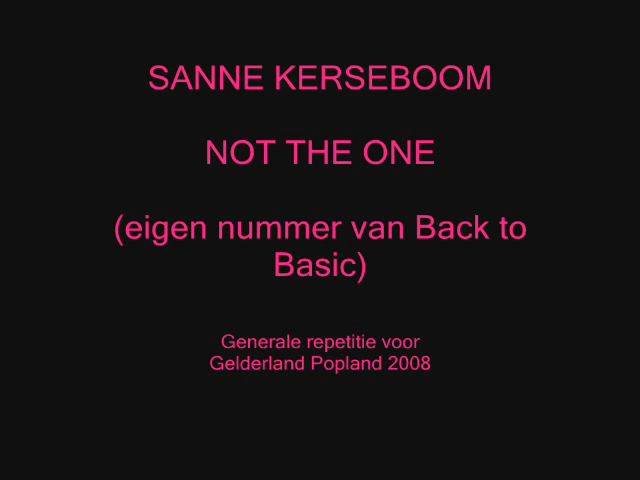 SANNE KERSEBOOM
NOT THE ONE
(eigen nummer van Back to
Basic)
Generale repetitie voor
Gelderland Popland 2008